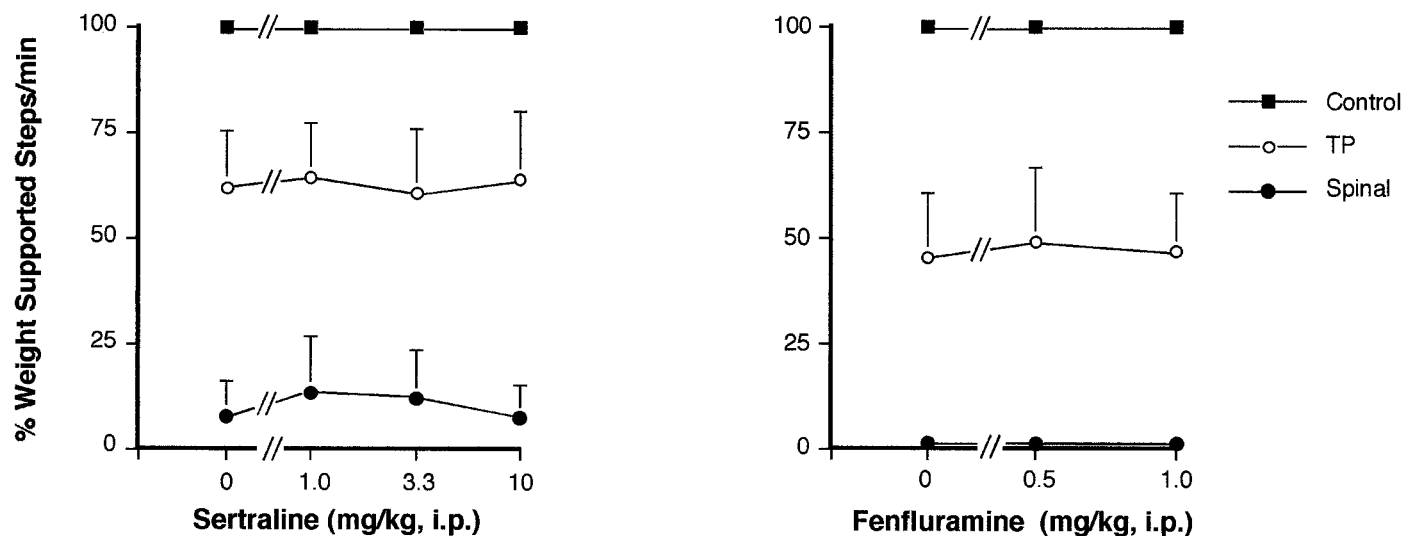 % Weight Supported Steps/min
100
75
50
25
0
0 1.0 3.3 10
Sertraline (mg/kg, i.p.)
100
75
50
25
0
0 0.5 1.0
Fenfluramine (mg/kg, i.p.)
Control
TP
Spinal